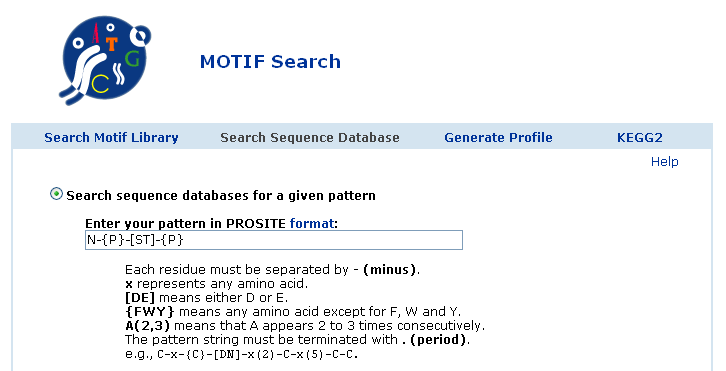 A T G C
MOTIF Search
Search Motif Library Search Sequence Database Generate Profile KEGG2
Help
Search sequence databases for a given pattern
Enter your pattern in PROSITE format:
N-{P}-[ST]-{P}
Each residue must be separated by - (minus).
x represents any amino acid.
[DE] means either D or E.
{FWY} means any amino acid except for F, W and Y.
A(2,3) means that A appears 2 to 3 times consecutively.
The pattern string must be terminated with . (period).
e.g., C-x-{C}-[DN]-x(2)-C-x(5)-C-C.